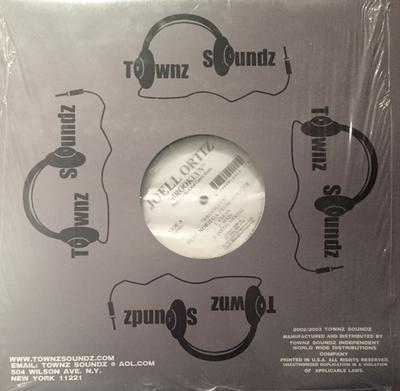 Townz Soundz
Townz Soundz
Townz Soundz
Townz Soundz
JOELL ORTIZ
"BROOKLYN"
WWW.TOWNZSOUNDZ.COM
EMAIL: TOWNZ SOUNDZ @ AOL.COM
504 WILSON AVE. N.Y.
NEW YORK 11221
2002/2003 TOWNZ SOUNDZ
MANUFACTURED AND DISTRIBUTED BY
TOWNZ SOUNDZ INDEPENDENT
WORLD WIDE DISTRIBUTIONS
COMPANY
PRINTED IN U.S.A. ALL RIGHTS RESERVED.
UNAUTHORIZED DUPLICATION IS A VIOLATION
OF APPLICABLE LAWS.